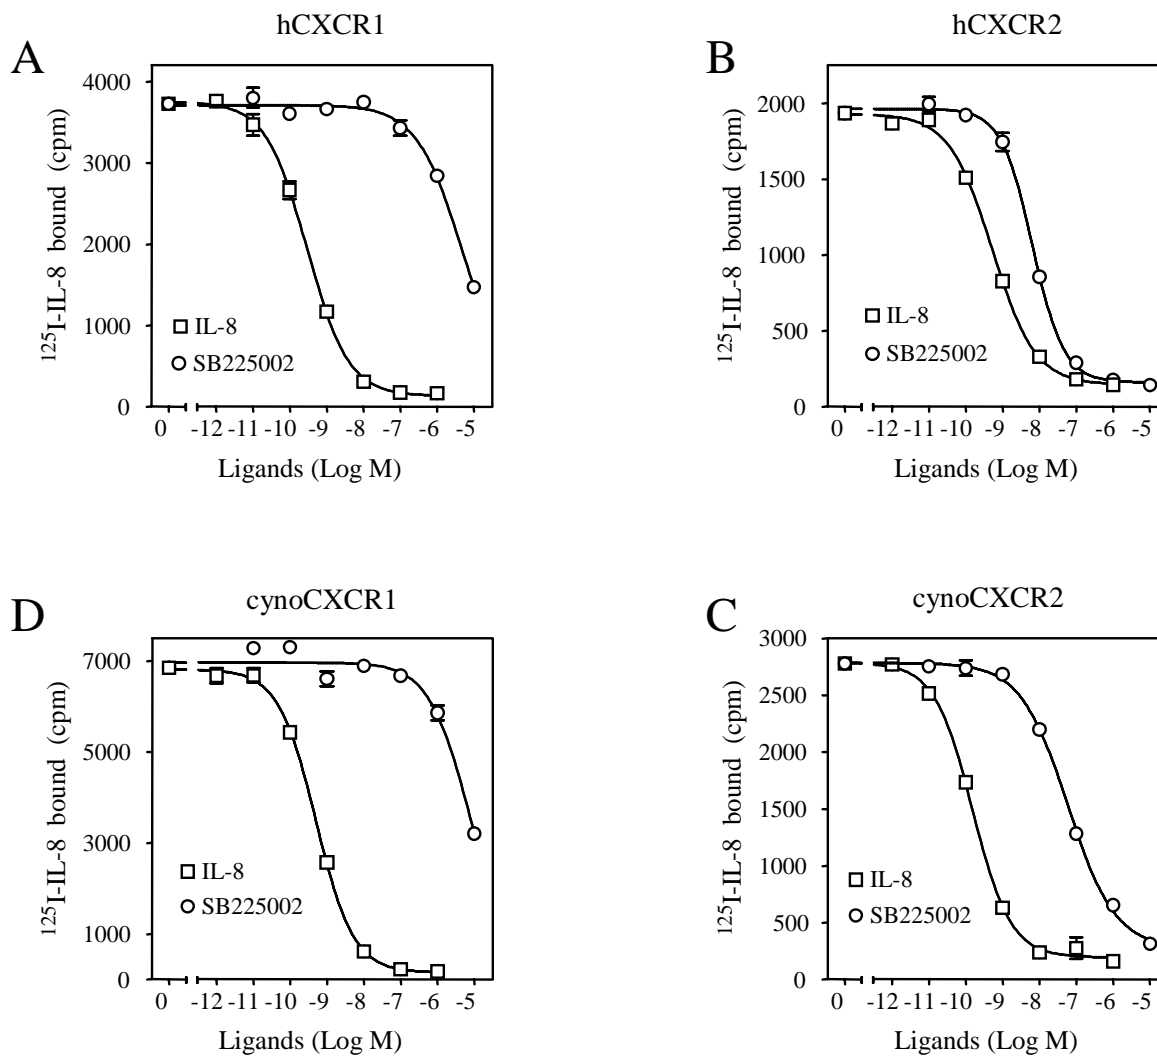 hCXCR1
A
4000
3000
2000
1000
0
¹²⁵I-IL-8 bound (cpm)
IL-8
SB225002
0 -12 -11 -10 -9 -8 -7 -6 -5
Ligands (Log M)
hCXCR2
B
2000
1500
1000
500
0
¹²⁵I-IL-8 bound (cpm)
IL-8
SB225002
0 -12 -11 -10 -9 -8 -7 -6 -5
Ligands (Log M)
cynoCXCR1
D
7000
5000
3000
1000
0
¹²⁵I-IL-8 bound (cpm)
IL-8
SB225002
0 -12 -11 -10 -9 -8 -7 -6 -5
Ligands (Log M)
cynoCXCR2
C
3000
2500
2000
1500
1000
500
0
¹²⁵I-IL-8 bound (cpm)
IL-8
SB225002
0 -12 -11 -10 -9 -8 -7 -6 -5
Ligands (Log M)